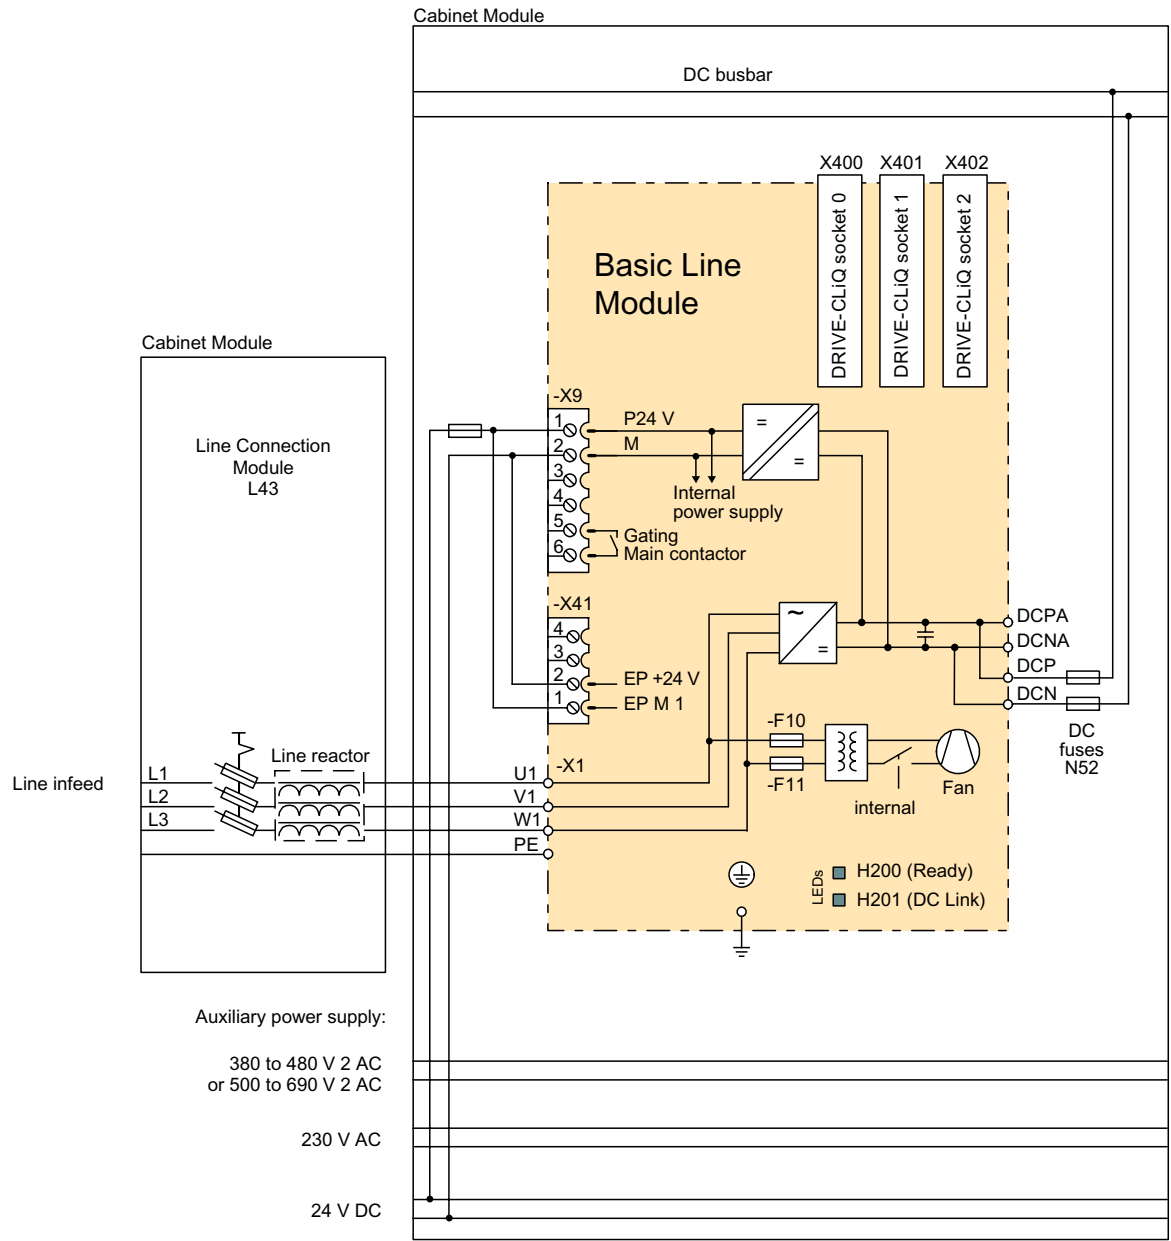 Cabinet Module
DC busbar
X400
X401
X402
DRIVE-CLiQ socket 0
DRIVE-CLiQ socket 1
DRIVE-CLiQ socket 2
Basic Line
Module
Cabinet Module
Line Connection
Module
L43
-X9
1
2
3
4
5
6
P24 V
M
=
=
Internal
power supply
Gating
Main contactor
-X41
4
3
2
1
EP +24 V
EP M 1
~
=
DCPA
DCNA
DCP
DCN
DC
fuses
N52
-F10
-F11
internal
Fan
Line infeed
L1
L2
L3
Line reactor
-X1
U1
V1
W1
PE
LEDs
H200 (Ready)
H201 (DC Link)
Auxiliary power supply:
380 to 480 V 2 AC
or 500 to 690 V 2 AC
230 V AC
24 V DC